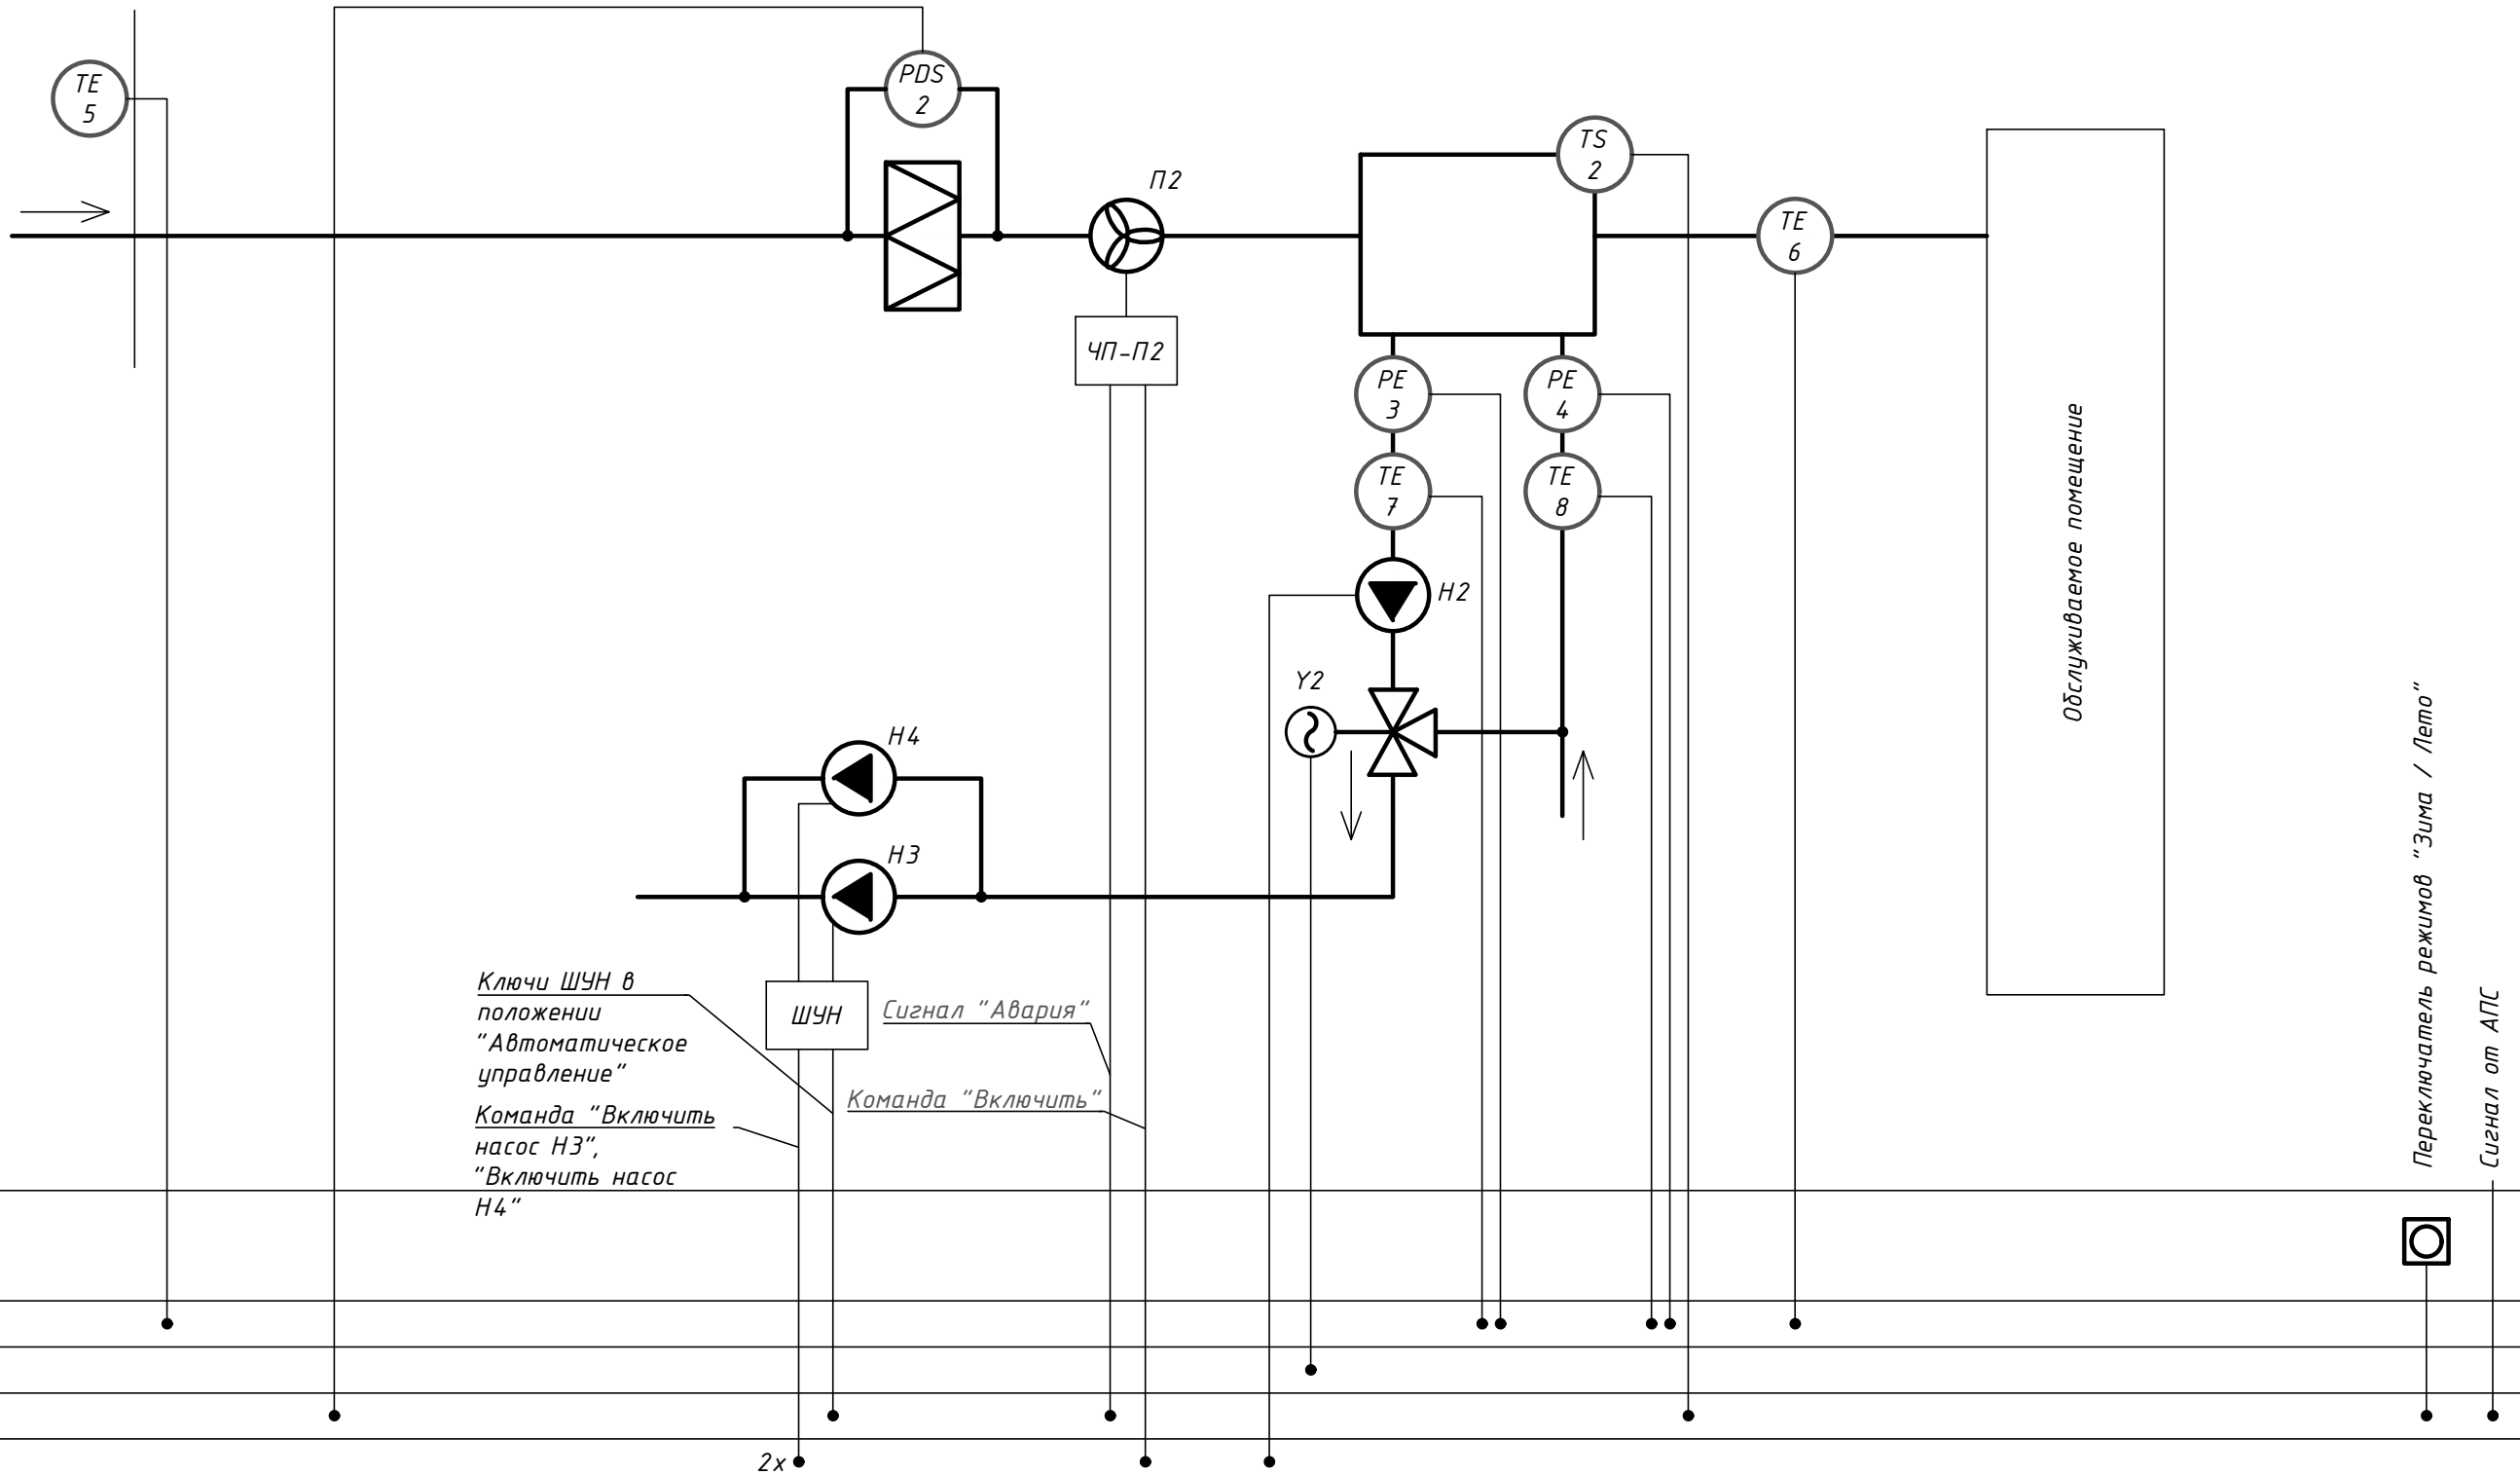 TE
5
PDS
2
П2
TS
2
TE
6
ЧП-П2
PE
3
PE
4
TE
7
TE
8
H2
Y2
H4
H3
Обслуживаемое помещение
Переключатель режимов "Зима / Лето"
Сигнал от АПС
Ключи ШУН в
положении
"Автоматическое
управление"
ШУН
Сигнал "Авария"
Команда "Включить"
Команда "Включить
насос Н3",
"Включить насос
Н4"
2x